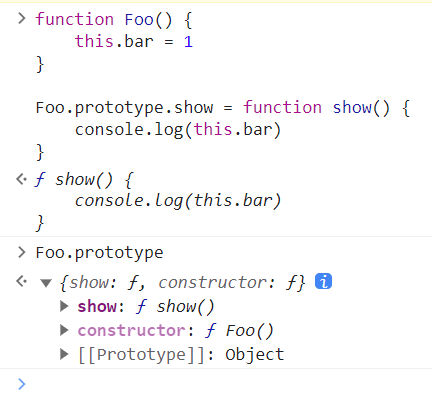 function Foo() {
    this.bar = 1
}
Foo.prototype.show = function show() {
    console.log(this.bar)
}
ƒ show() {
    console.log(this.bar)
}
Foo.prototype
{show: ƒ, constructor: ƒ} i
show: ƒ show()
constructor: ƒ Foo()
[[Prototype]]: Object